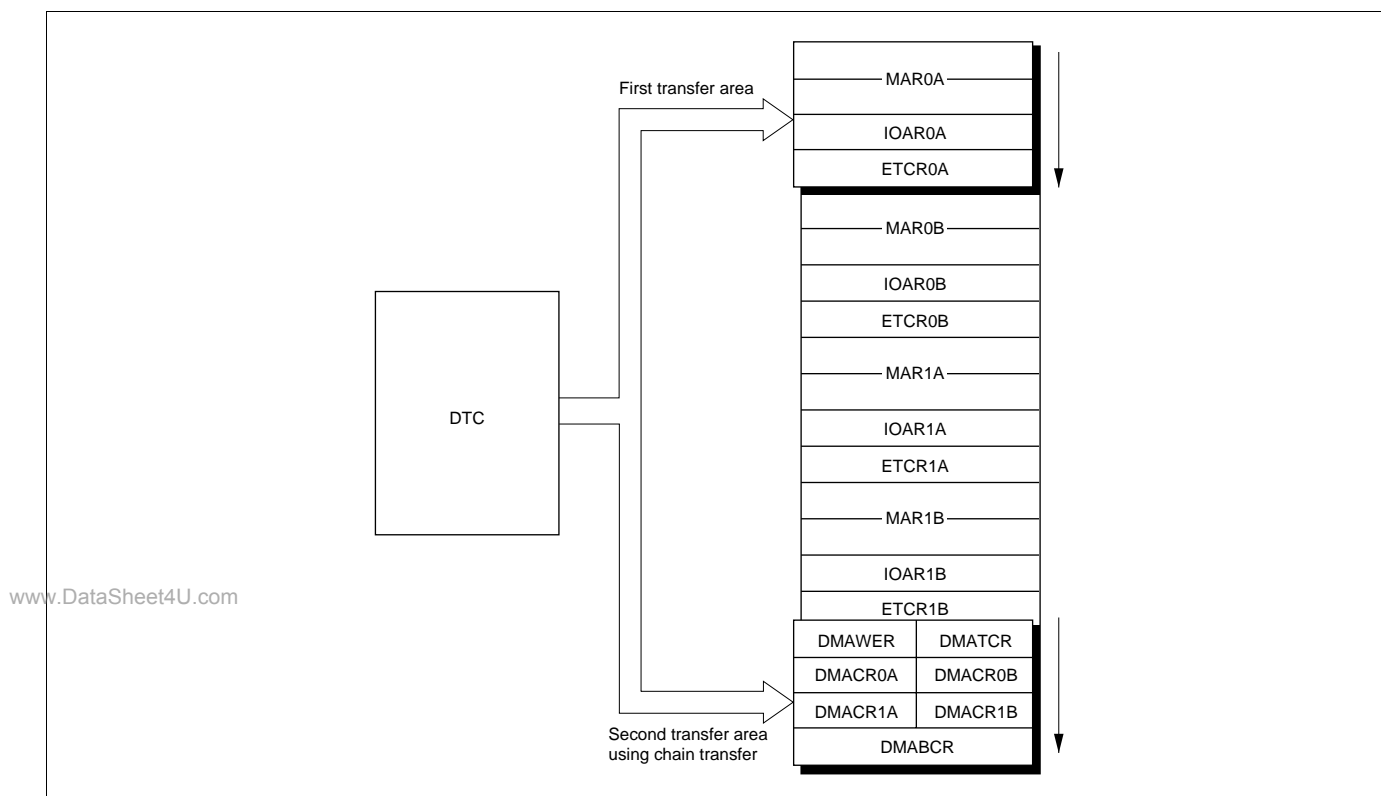 First transfer area
MAR0A
IOAR0A
ETCR0A
MAR0B
IOAR0B
ETCR0B
MAR1A
IOAR1A
ETCR1A
MAR1B
IOAR1B
ETCR1B
DTC
DMAWER DMATCR
DMACR0A DMACR0B
DMACR1A DMACR1B
DMABCR
Second transfer area
using chain transfer
www.DataSheet4U.com